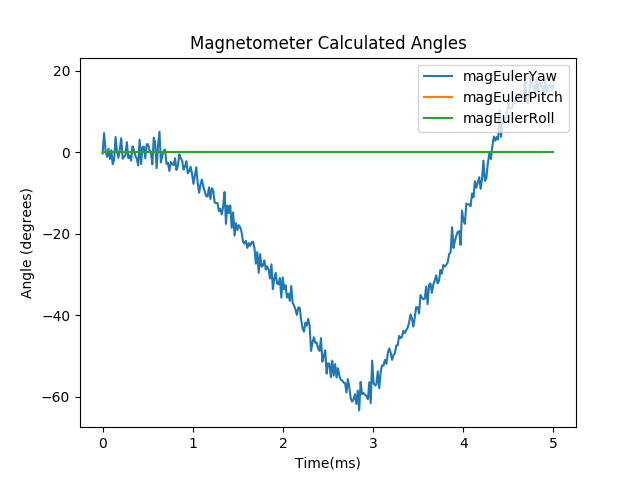 Magnetometer Calculated Angles
magEulerYaw
magEulerPitch
magEulerRoll
Angle (degrees)
20
0
−20
−40
−60
0 1 2 3 4 5
Time(ms)